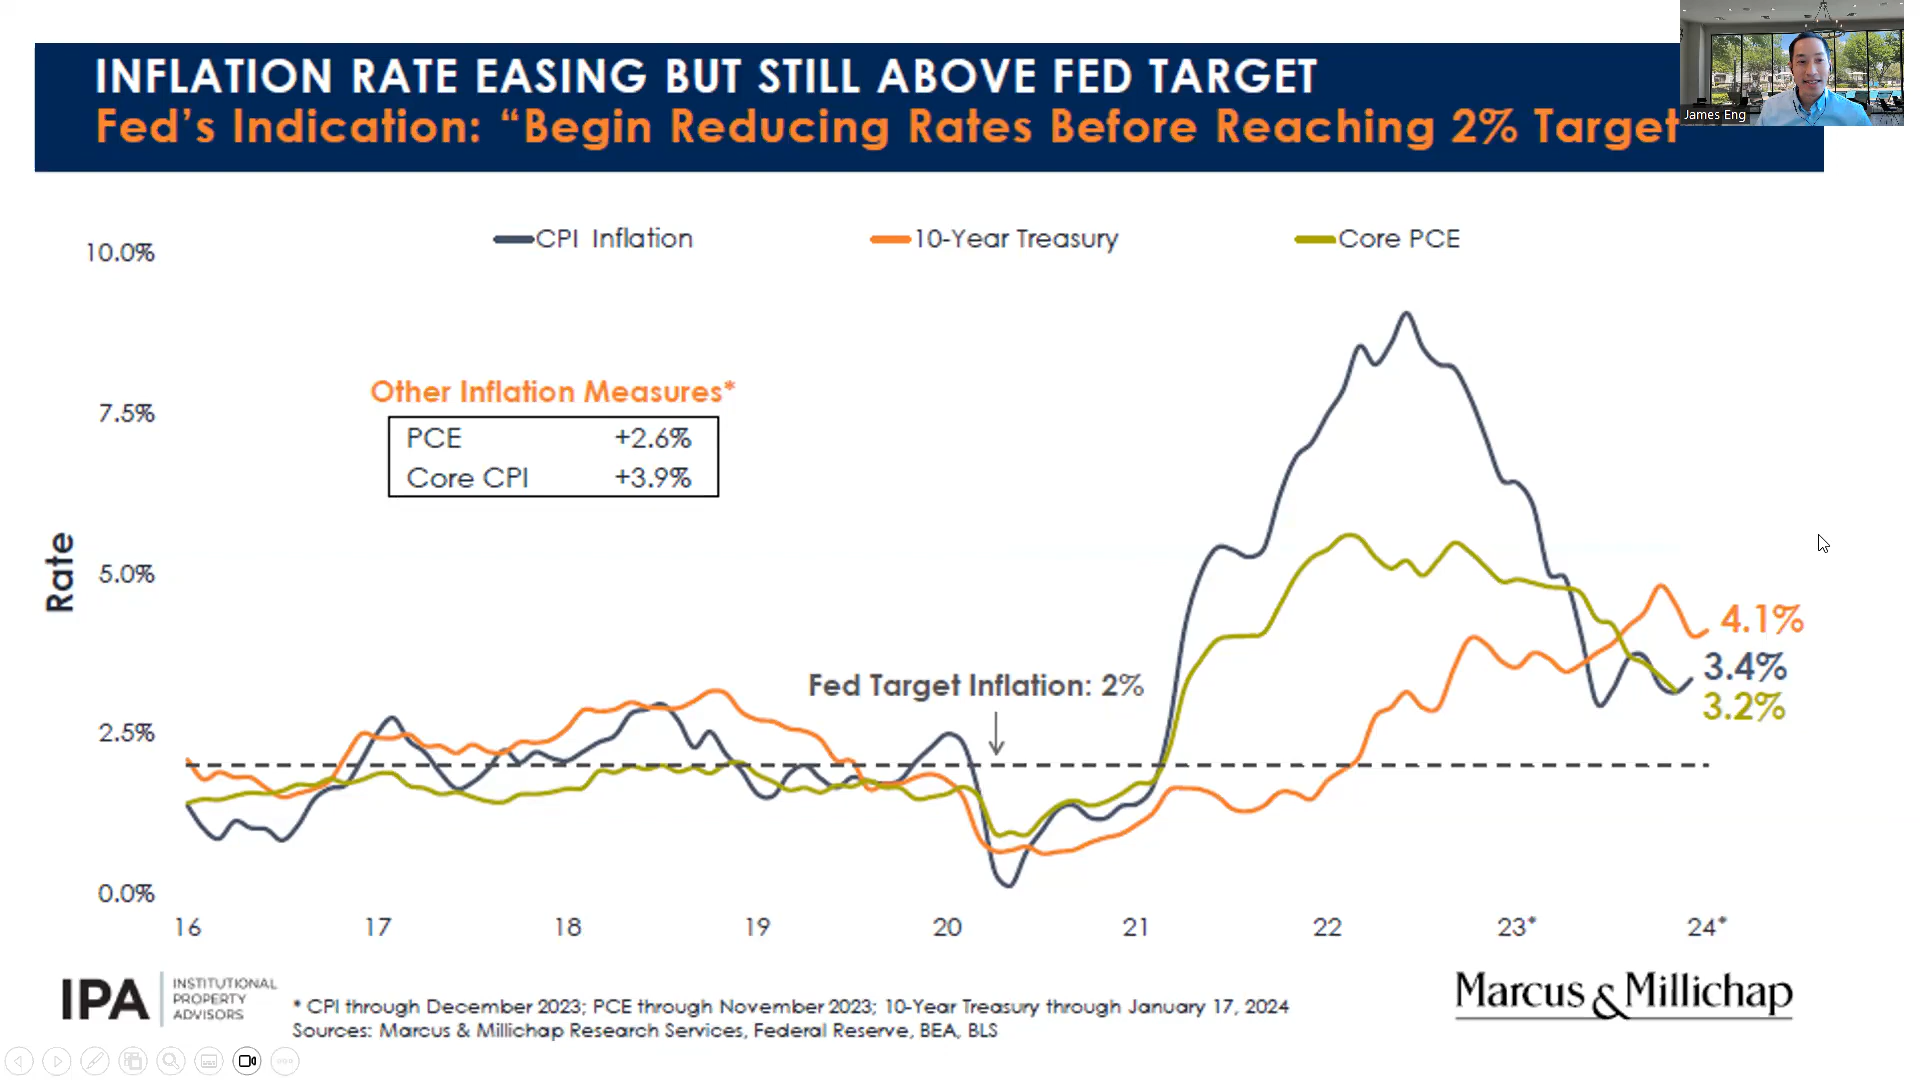 INFLATION RATE EASING BUT STILL ABOVE FED TARGET
Fed's Indication: “Begin Reducing Rates Before Reaching 2% Target
James Eng
CPI Inflation
10-Year Treasury
Core PCE
10.0%
7.5%
5.0%
2.5%
0.0%
Rate
Other Inflation Measures*
PCE +2.6%
Core CPI +3.9%
Fed Target Inflation: 2%
4.1%
3.4%
3.2%
16 17 18 19 20 21 22 23* 24*
IPA INSTITUTIONAL
PROPERTY
ADVISORS
* CPI through December 2023; PCE through November 2023; 10-Year Treasury through January 17, 2024
Sources: Marcus & Millichap Research Services, Federal Reserve, BEA, BLS
Marcus & Millichap